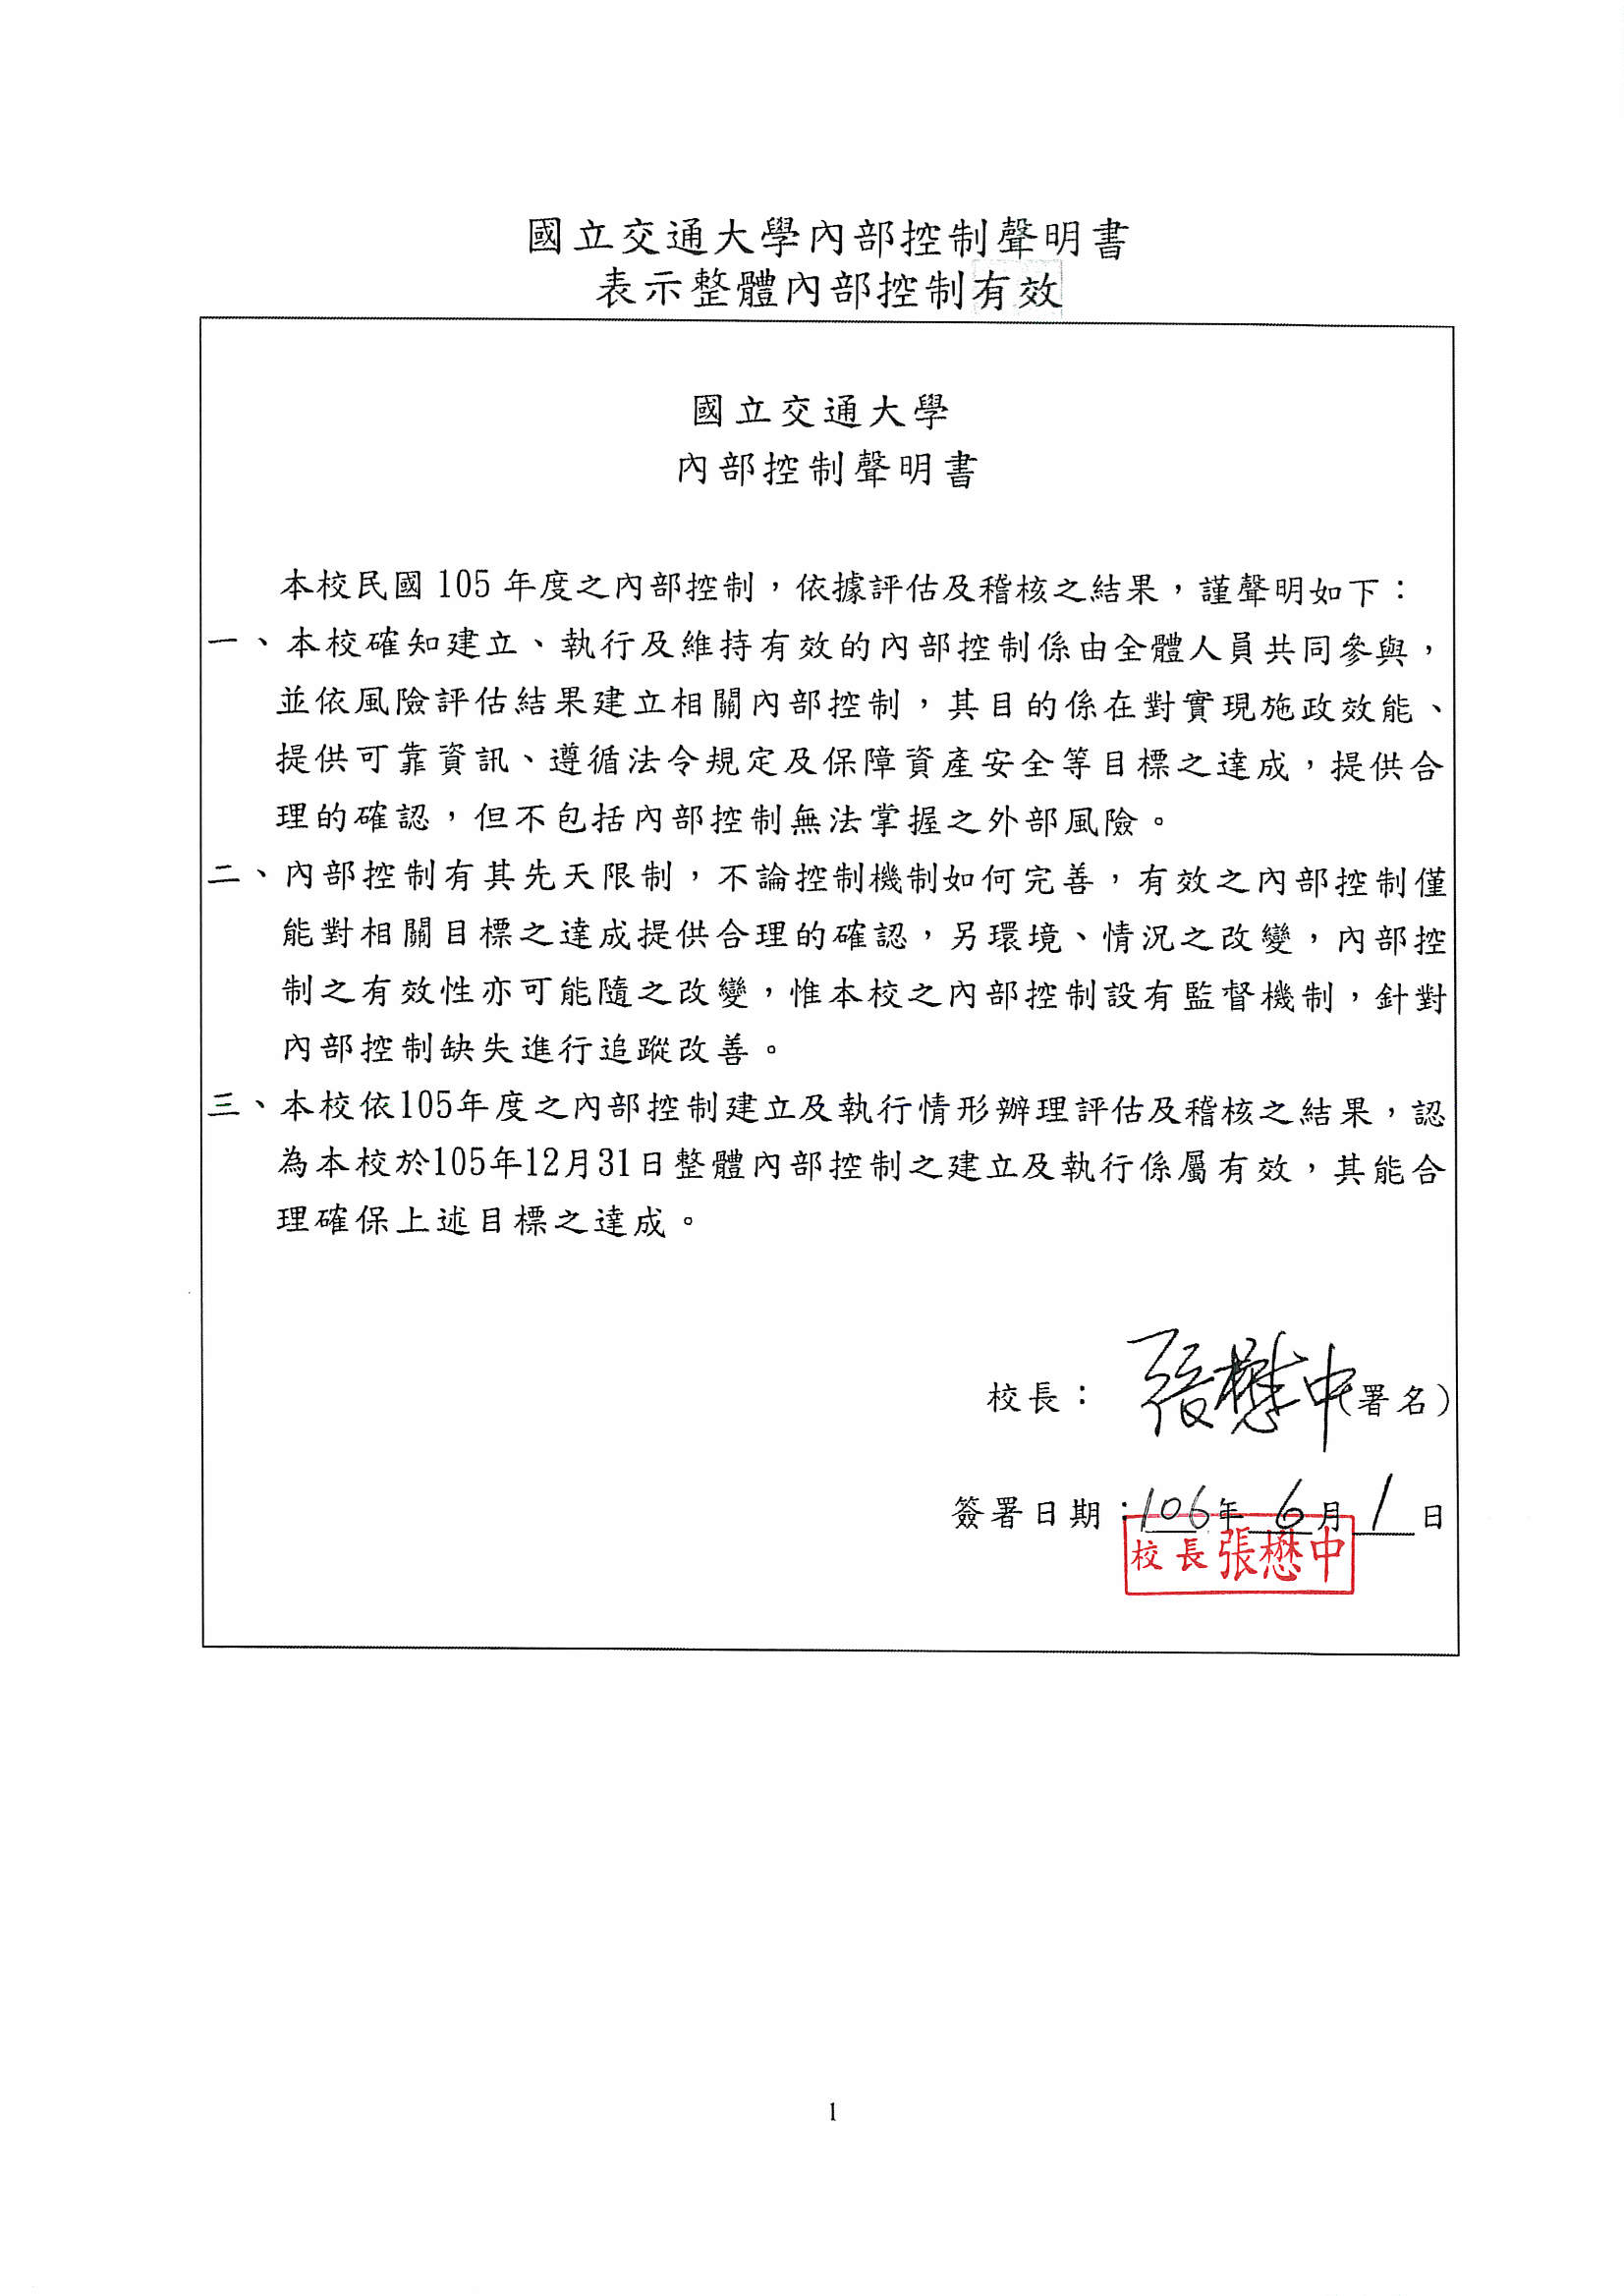 國立交通大學內部控制聲明書
表示整體內部控制有效
國立交通大學
內部控制聲明書
本校民國 105 年度之內部控制，依據評估及稽核之結果，謹聲明如下：
一、本校確知建立、執行及維持有效的內部控制係由全體人員共同參與，
並依風險評估結果建立相關內部控制，其目的係在對實現施政效能、
提供可靠資訊、遵循法令規定及保障資產安全等目標之達成，提供合
理的確認，但不包括內部控制無法掌握之外部風險。
二、內部控制有其先天限制，不論控制機制如何完善，有效之內部控制僅
能對相關目標之達成提供合理的確認，另環境、情況之改變，內部控
制之有效性亦可能隨之改變，惟本校之內部控制設有監督機制，針對
內部控制缺失進行追蹤改善。
三、本校依105年度之內部控制建立及執行情形辦理評估及稽核之結果，認
為本校於105年12月31日整體內部控制之建立及執行係屬有效，其能合
理確保上述目標之達成。
校長：張懋中(署名)
簽署日期：106年 6月 1 日
校長張懋中
1